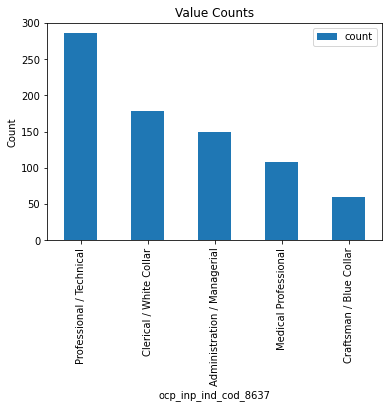 Value Counts
count
300
250
200
150
100
50
0
Count
Professional / Technical
Clerical / White Collar
Administration / Managerial
Medical Professional
Craftsman / Blue Collar
ocp_inp_ind_cod_8637